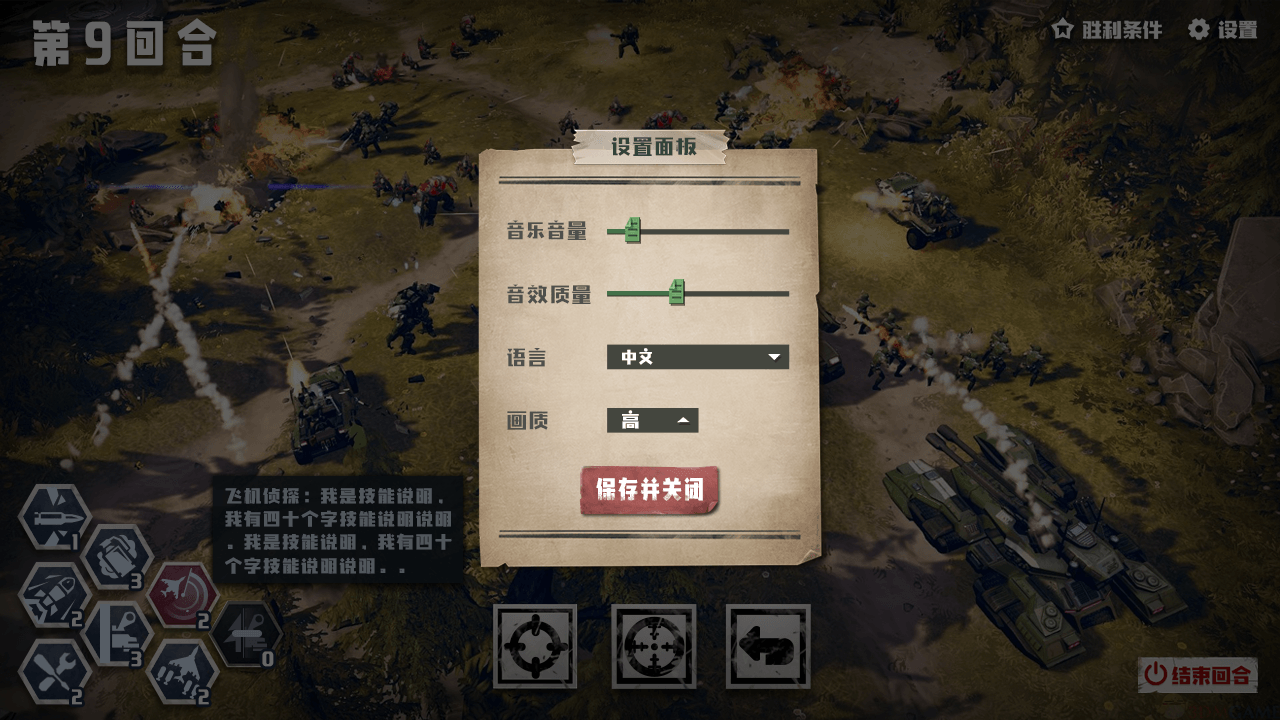 第9回合
胜利条件
设置
设置面板
音乐音量
音效质量
语言
中文
画质
高
保存并关闭
飞机侦探：我是技能说明，
我有四十个字技能说明说明
。我是技能说明，我有四十
个字技能说明说明。。
1
3
2
2
3
0
2
2
结束回合